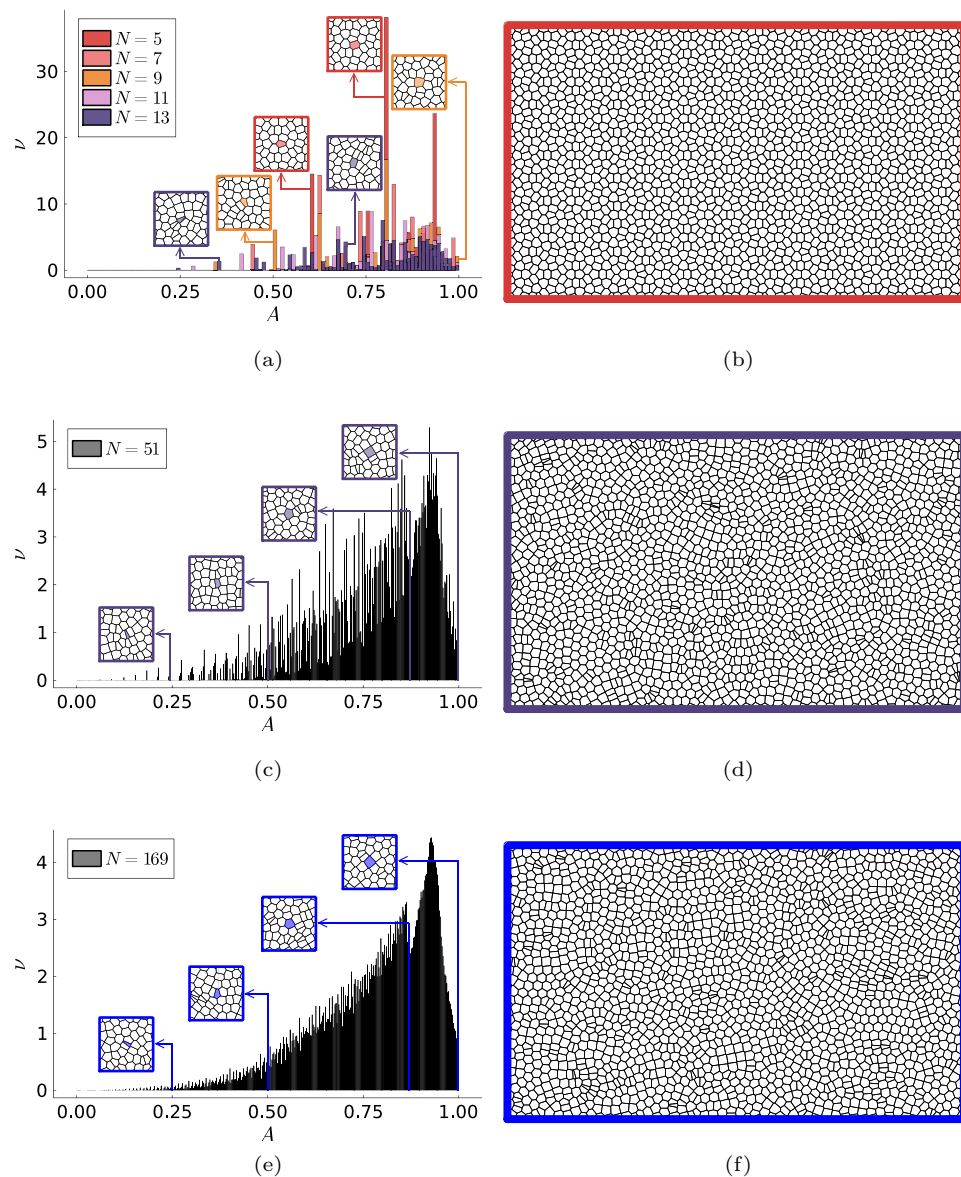 N = 5
N = 7
N = 9
N = 11
N = 13
30
20
10
0
ν
0.00 0.25 0.50 0.75 1.00
A
(a) (b)
N = 51
5
4
3
2
1
0
ν
0.00 0.25 0.50 0.75 1.00
A
(c) (d)
N = 169
4
3
2
1
0
ν
0.00 0.25 0.50 0.75 1.00
A
(e) (f)